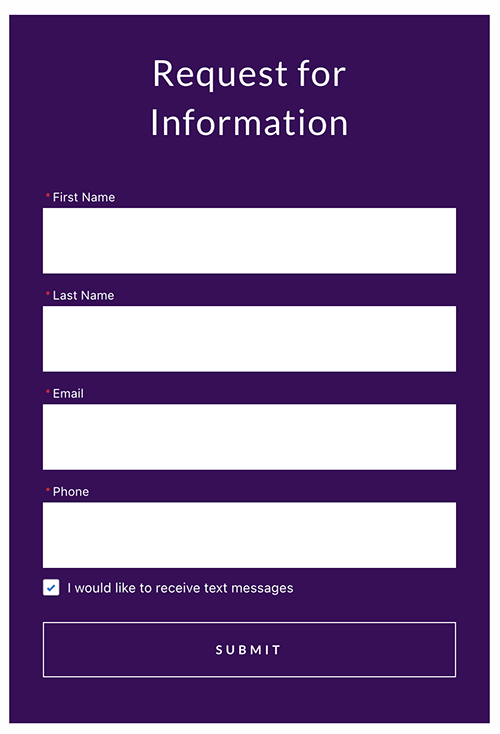 Request for
Information
* First Name
* Last Name
* Email
* Phone
I would like to receive text messages
SUBMIT